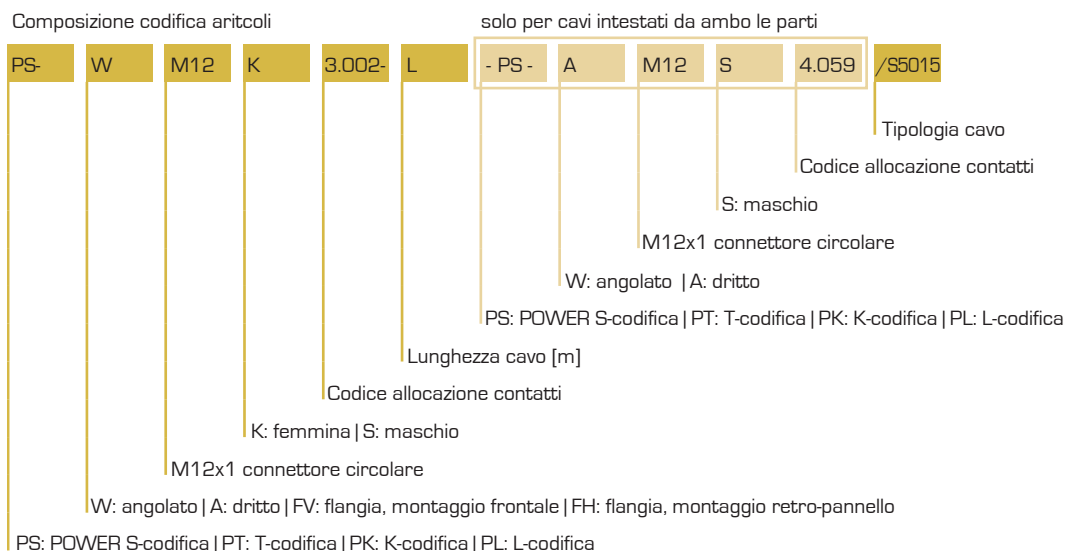 Composizione codifica aritcoli
solo per cavi intestati da ambo le parti
PS- W M12 K 3.002- L - PS - A M12 S 4.059 /S5015
Tipologia cavo
Codice allocazione contatti
S: maschio
M12x1 connettore circolare
W: angolato | A: dritto
PS: POWER S-codifica | PT: T-codifica | PK: K-codifica | PL: L-codifica
Lunghezza cavo [m]
Codice allocazione contatti
K: femmina | S: maschio
M12x1 connettore circolare
W: angolato | A: dritto | FV: flangia, montaggio frontale | FH: flangia, montaggio retro-pannello
PS: POWER S-codifica | PT: T-codifica | PK: K-codifica | PL: L-codifica